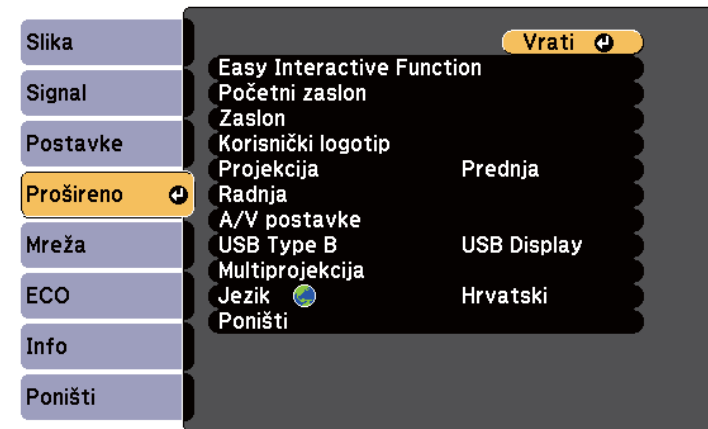 Slika
Signal
Postavke
Prošireno
Mreža
ECO
Info
Poništi
Vrati
Easy Interactive Function
Početni zaslon
Zaslon
Korisnički logotip
Projekcija Prednja
Radnja
A/V postavke
USB Type B USB Display
Multiprojekcija
Jezik Hrvatski
Poništi